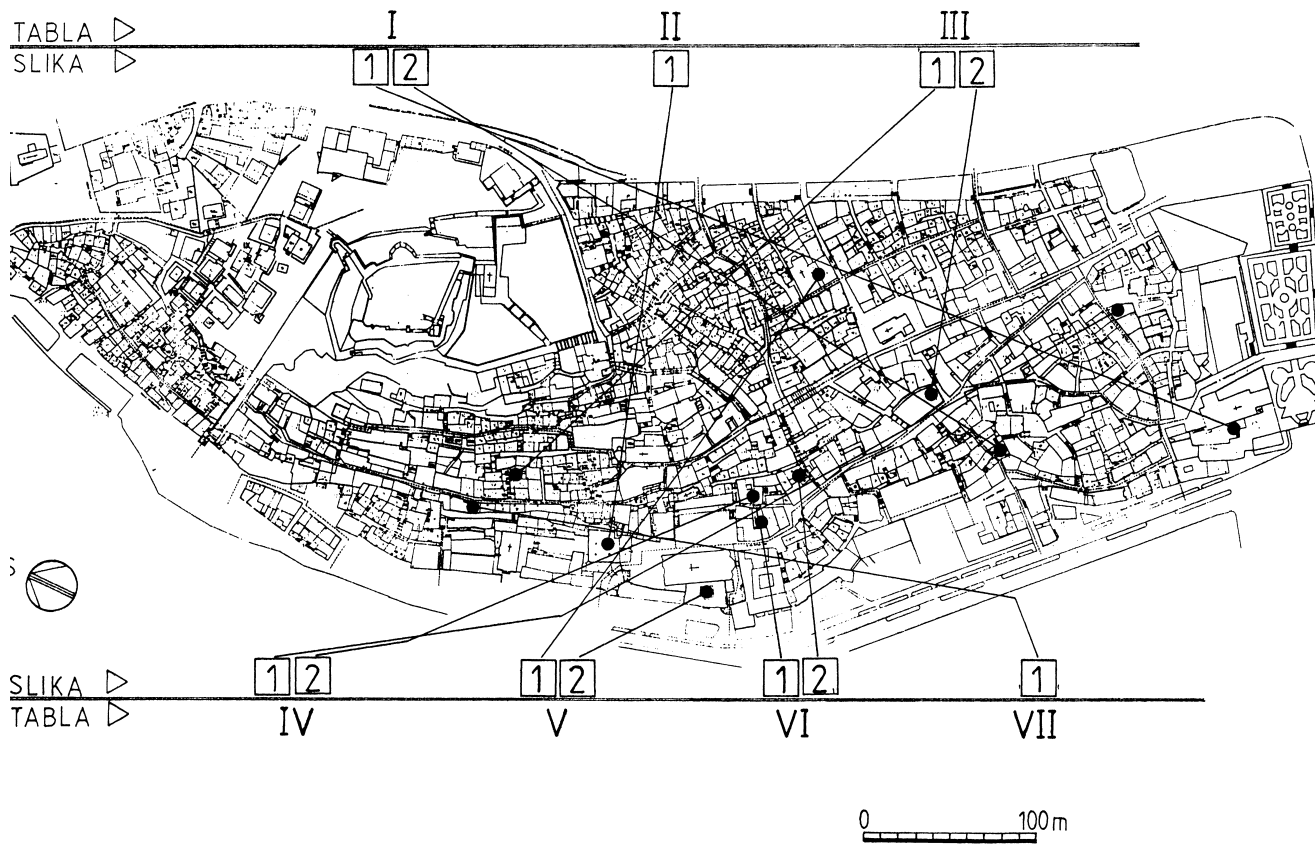 TABLA ▷ I II III
SLIKA ▷ 1 2 1 1 2
S
SLIKA ▷ 1 2 1 2 1 2 1
TABLA ▷ IV V VI VII
0 100 m